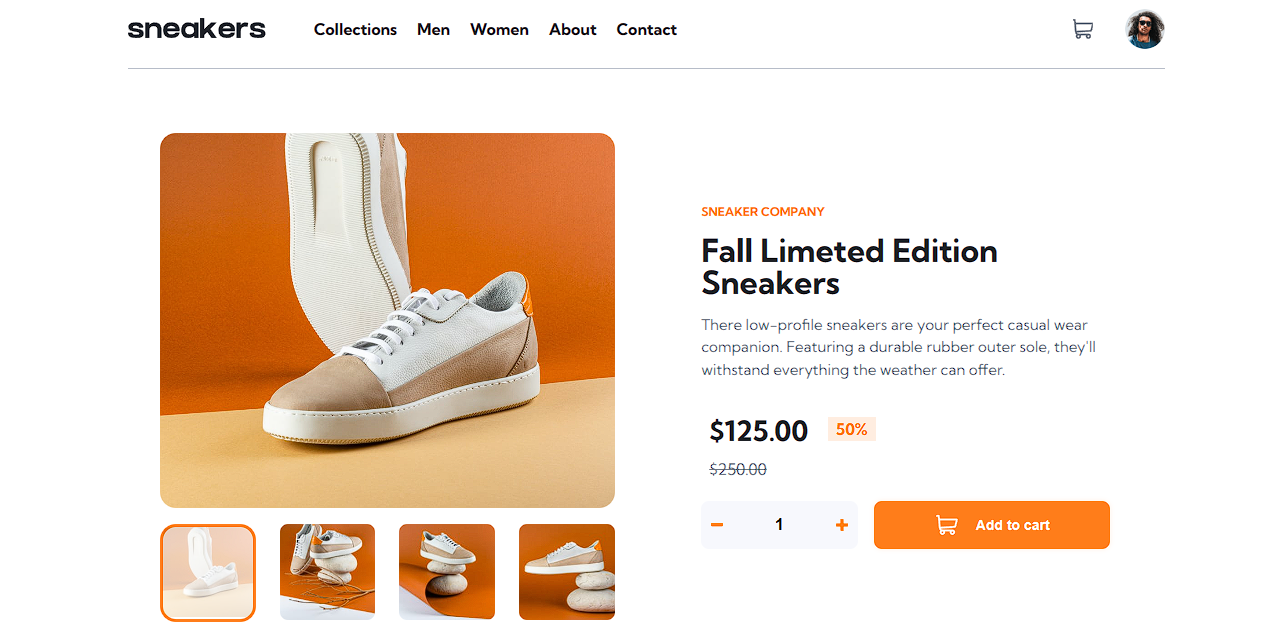 sneakers
Collections Men Women About Contact
SNEAKER COMPANY
Fall Limeted Edition
Sneakers
There low-profile sneakers are your perfect casual wear
companion. Featuring a durable rubber outer sole, they'll
withstand everything the weather can offer.
$125.00 50%
$250.00
1
Add to cart